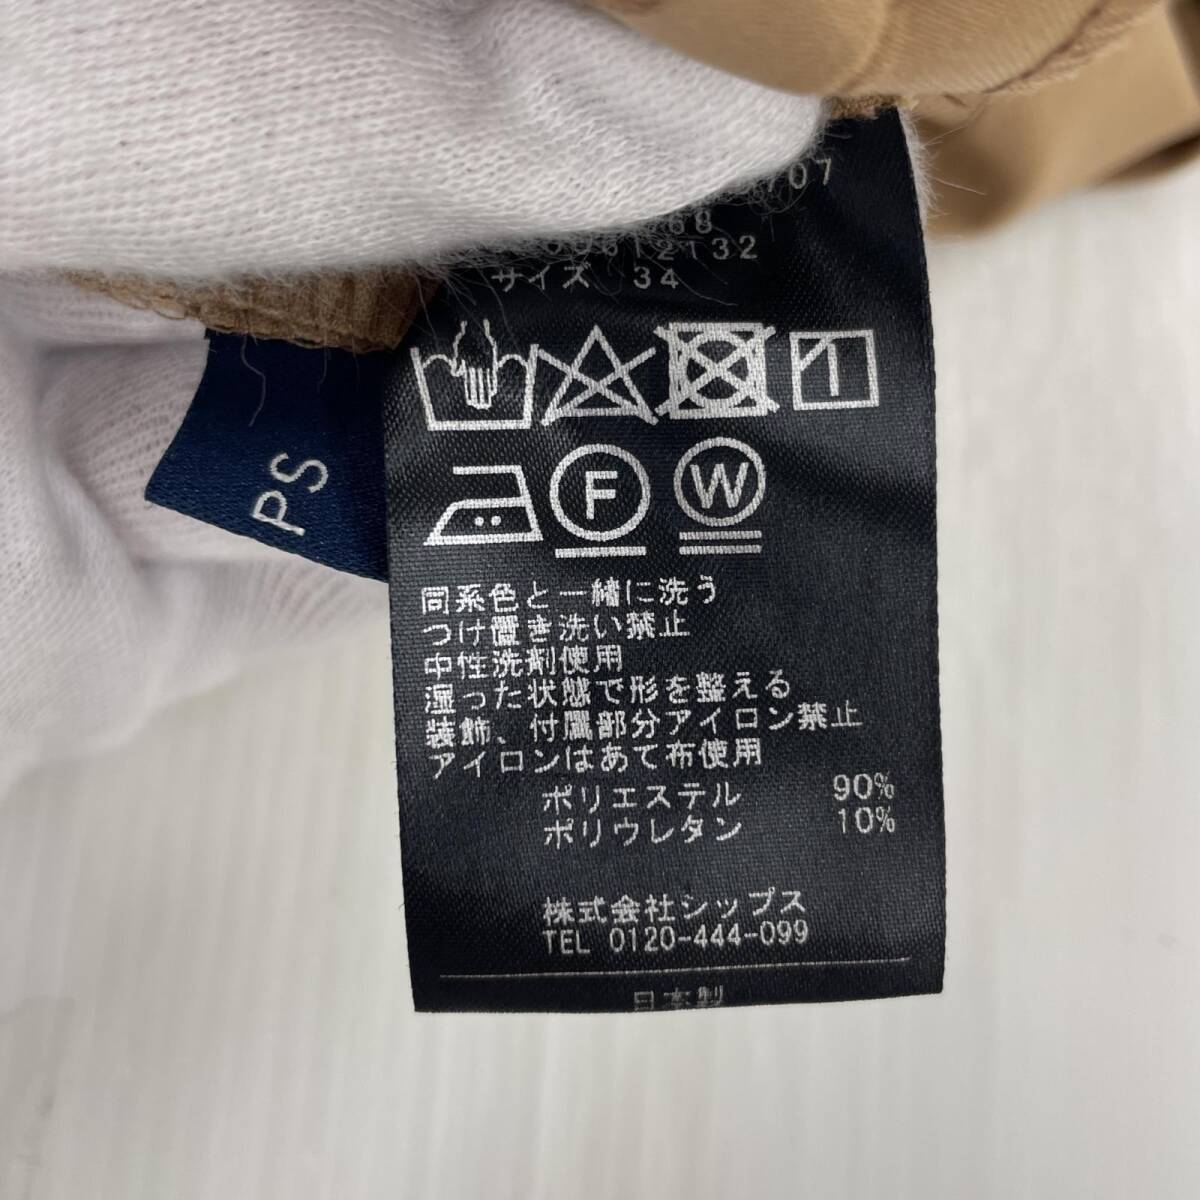 707
68
00612132
サイズ 34
F W
PS
同系色と一緒に洗う
つけ置き洗い禁止
中性洗剤使用
湿った状態で形を整える
装飾、付属部分アイロン禁止
アイロンはあて布使用
ポリエステル 90%
ポリウレタン 10%
株式会社シップス
TEL 0120-444-099
日本製